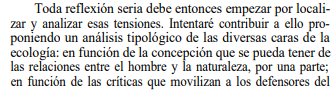 Toda reflexión seria debe entonces empezar por locali-
zar y analizar esas tensiones. Intentaré contribuir a ello pro-
poniendo un análisis tipológico de las diversas caras de la
ecología: en función de la concepción que se pueda tener de
las relaciones entre el hombre y la naturaleza, por una parte;
en función de las críticas que movilizan a los defensores del